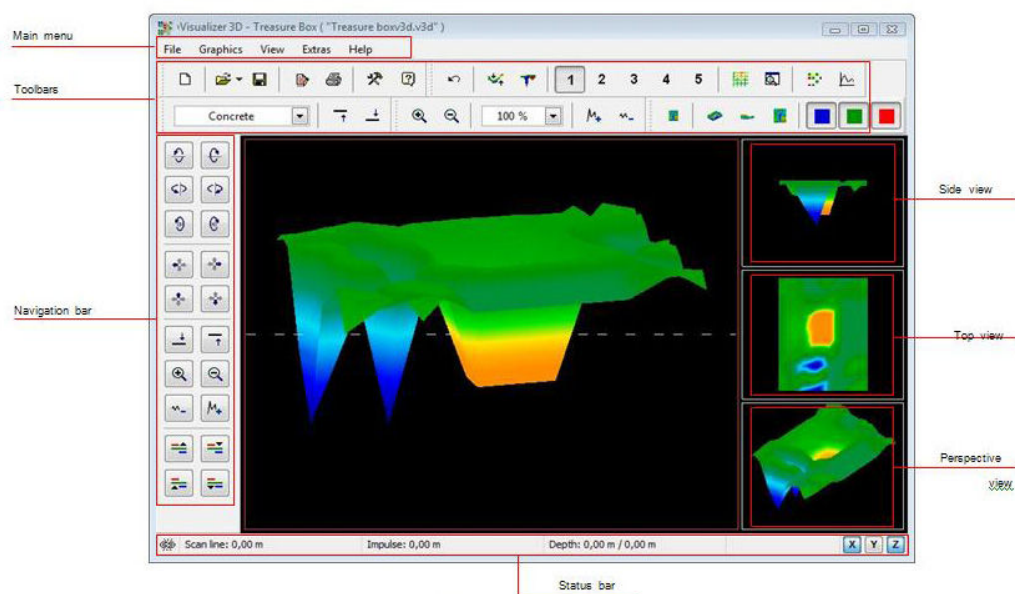 Visualizer 3D - Treasure Box ( "Treasure boxv3d.v3d" )
Main menu
File Graphics View Extras Help
Toolbars
1 2 3 4 5
Concrete 100 %
Side view
Navigation bar
Top view
Perspective
view
Scan line: 0,00 m Impulse: 0,00 m Depth: 0,00 m / 0,00 m X Y Z
Status bar